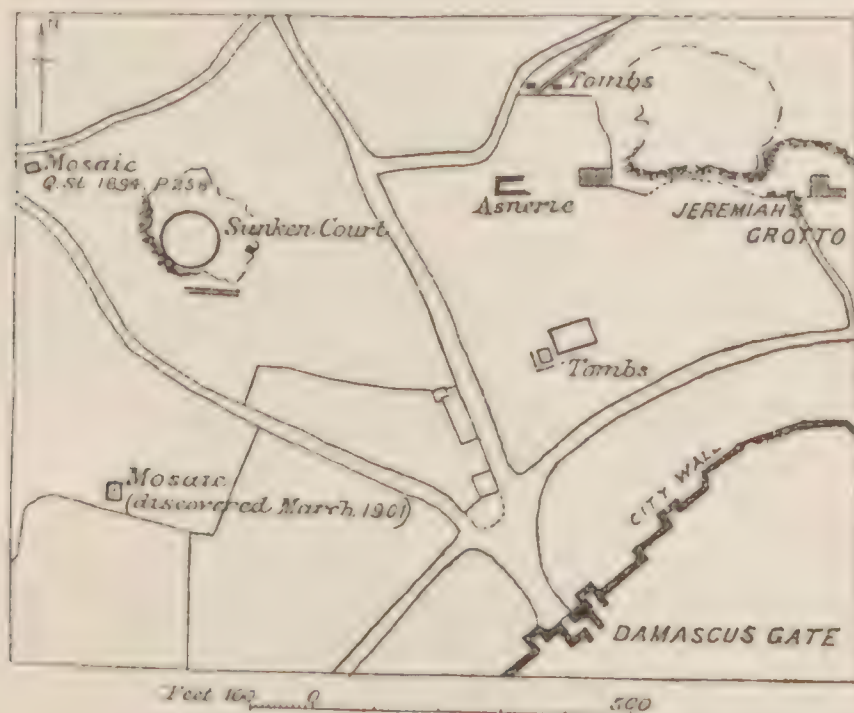 N
Tombs
Mosaic
Q. St. 1894, P. 258
Asnerie
JEREMIAH'S
GROTTO
Sunken Court
Tombs
Mosaic
(discovered March 1901)
CITY WALL
DAMASCUS GATE
Feet 100 0 500